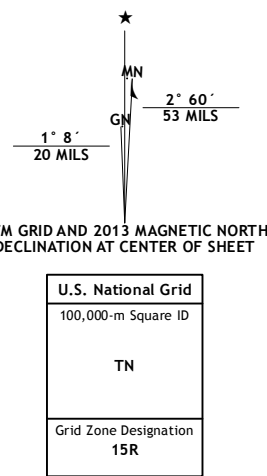 ★
MN
GN
2° 60´
53 MILS
1° 8´
20 MILS
M GRID AND 2013 MAGNETIC NORTH
DECLINATION AT CENTER OF SHEET
U.S. National Grid
100,000-m Square ID
TN
Grid Zone Designation
15R